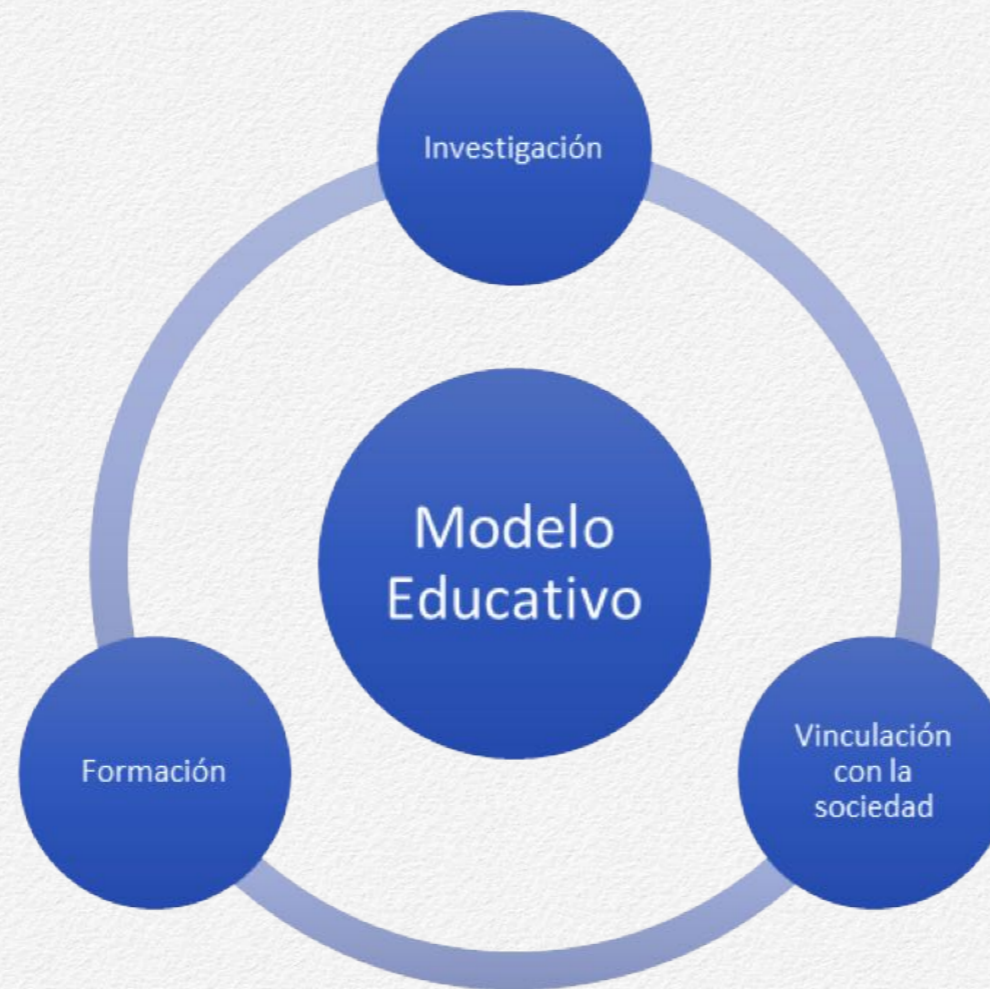 Investigación
Modelo
Educativo
Formación
Vinculación
con la
sociedad